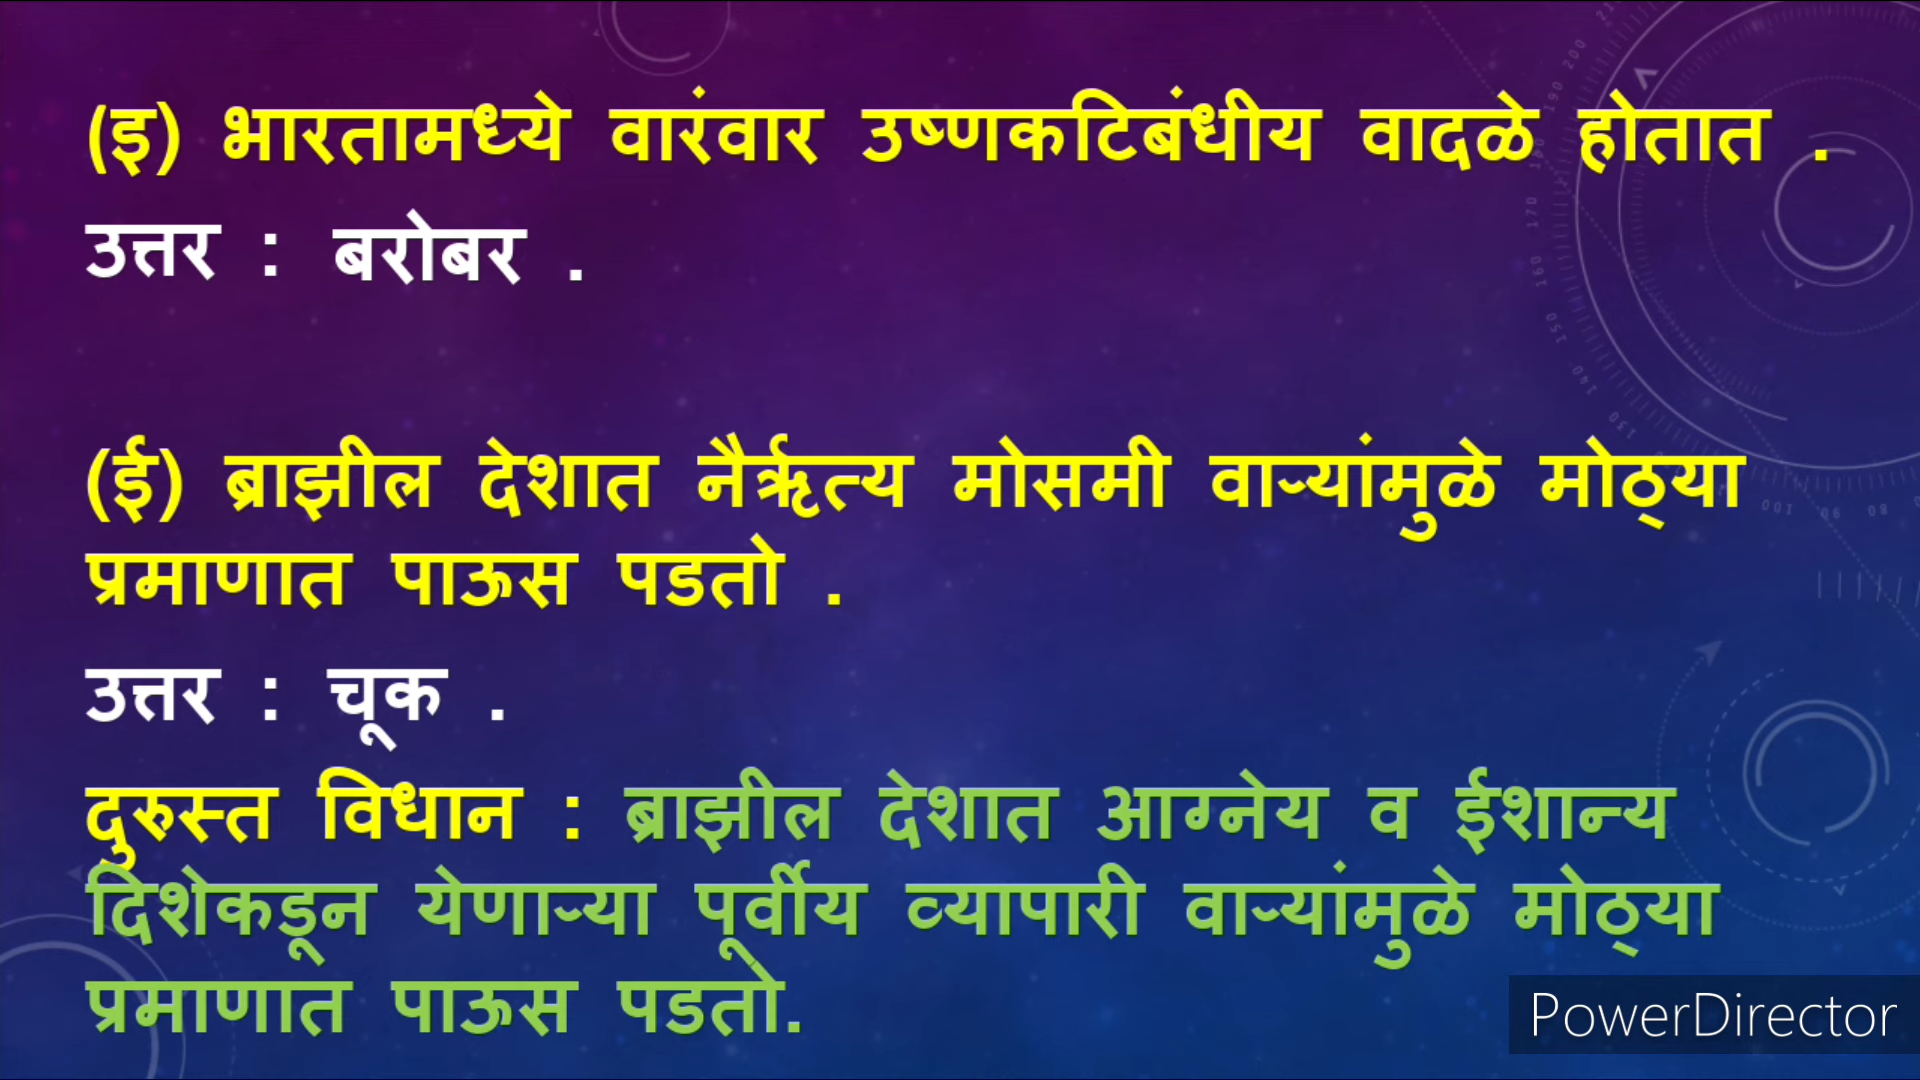 (इ) भारतामध्ये वारंवार उष्णकटिबंधीय वादळे होतात .
उत्तर : बरोबर .
(ई) ब्राझील देशात नैर्ऋत्य मोसमी वाऱ्यांमुळे मोठ्या
प्रमाणात पाऊस पडतो .
उत्तर : चूक .
दुरुस्त विधान : ब्राझील देशात आग्नेय व ईशान्य
दिशेकडून येणाऱ्या पूर्वीय व्यापारी वाऱ्यांमुळे मोठ्या
प्रमाणात पाऊस पडतो.
PowerDirector